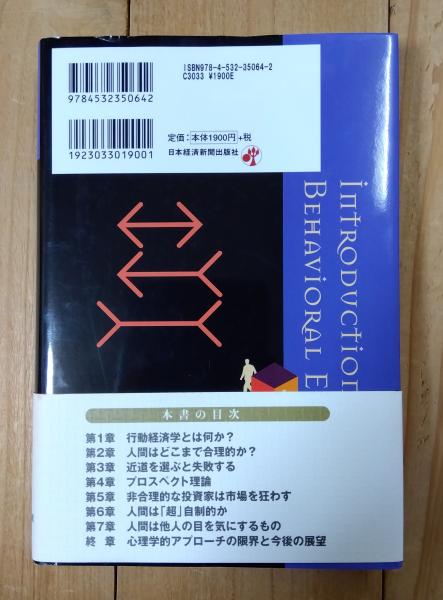 ISBN978-4-532-35064-2
C3033 ¥1900E
9784532350642
1923033019001
定価：本体1900円+税
日本経済新聞出版社
INTRODUCTION
BEHAVIORAL E
本書の目次
第1章 行動経済学とは何か？
第2章 人間はどこまで合理的か？
第3章 近道を選ぶと失敗する
第4章 プロスペクト理論
第5章 非合理的な投資家は市場を狂わす
第6章 人間は「超」自制的か
第7章 人間は他人の目を気にするもの
終 章 心理学的アプローチの限界と今後の展望